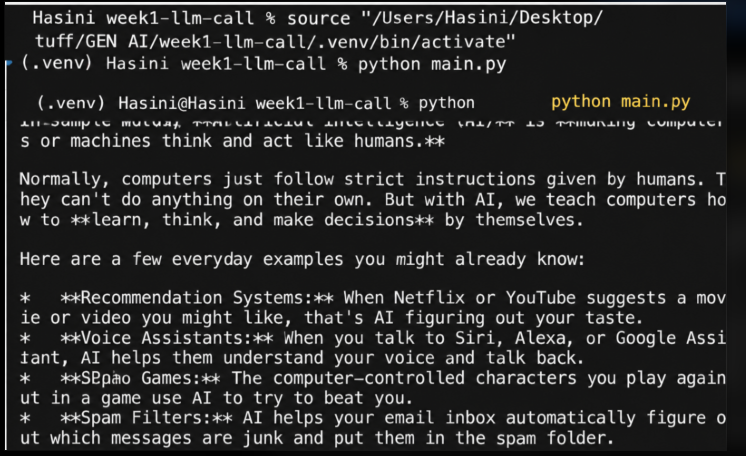 Hasini week1-llm-call % source "/Users/Hasini/Desktop/
tuff/GEN AI/week1-llm-call/.venv/bin/activate"
(.venv) Hasini week1-llm-call % python main.py
(.venv) Hasini@Hasini week1-llm-call % python python main.py
is **making computer
s or machines think and act like humans.**
Normally, computers just follow strict instructions given by humans. T
hey can't do anything on their own. But with AI, we teach computers ho
w to **learn, think, and make decisions** by themselves.
Here are a few everyday examples you might already know:
* **Recommendation Systems:** When Netflix or YouTube suggests a mov
ie or video you might like, that's AI figuring out your taste.
* **Voice Assistants:** When you talk to Siri, Alexa, or Google Assi
tant, AI helps them understand your voice and talk back.
* Games:** The computer-controlled characters you play again
ut in a game use AI to try to beat you.
* **Spam Filters:** AI helps your email inbox automatically figure o
ut which messages are junk and put them in the spam folder.